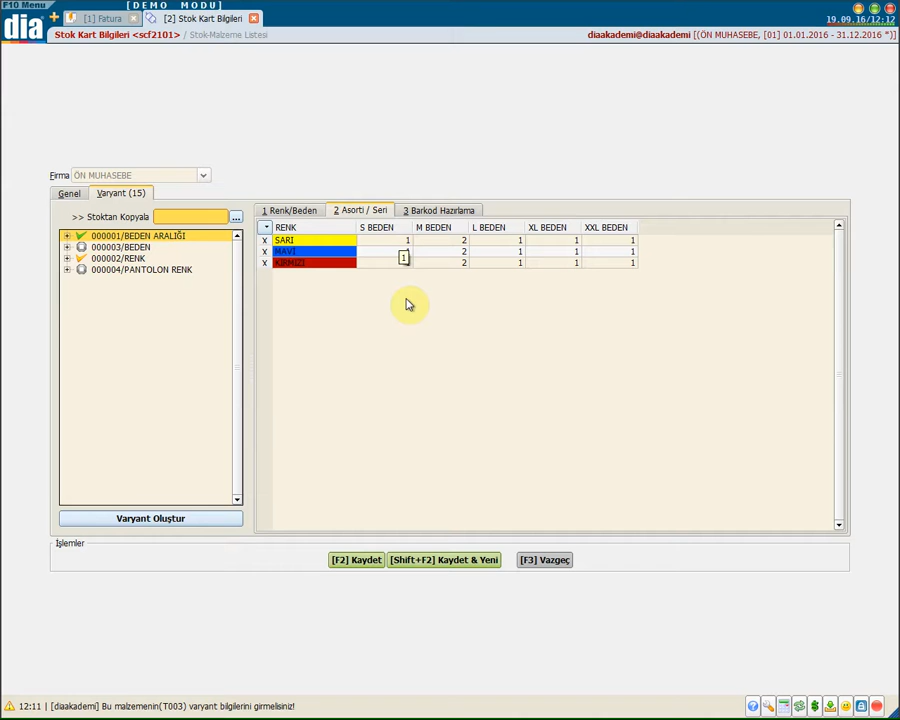 F10 Menu
[DEMO MODU]
dia
[1] Fatura
[2] Stok Kart Bilgileri
19.09.16/12:12
Stok Kart Bilgileri <scf2101> / Stok-Malzeme Listesi
diaakademi@diaakademi [(ÖN MUHASEBE, [01] 01.01.2016 - 31.12.2016 ")]
Firma ÖN MUHASEBE
Genel
Varyant (15)
>> Stoktan Kopyala
...
000001/BEDEN ARALIĞI
000003/BEDEN
000002/RENK
000004/PANTOLON RENK
Varyant Oluştur
1 Renk/Beden
2 Asorti / Seri
3 Barkod Hazırlama
RENK S BEDEN M BEDEN L BEDEN XL BEDEN XXL BEDEN
X SARI 1 2 1 1 1
X MAVİ 2 1 1 1
X KIRMIZI 2 1 1 1
1
İşlemler
[F2] Kaydet
[Shift+F2] Kaydet & Yeni
[F3] Vazgeç
12:11 | [diaakademi] Bu malzemenin(T003) varyant bilgilerini girmelisiniz!